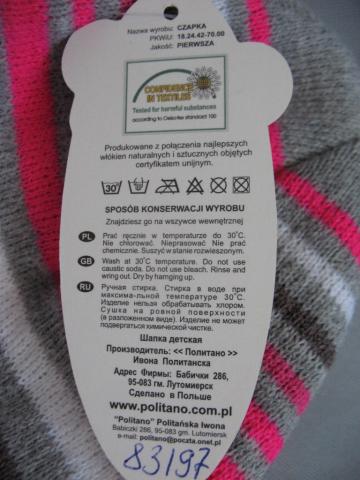 Nazwa wyrobu: CZAPKA
PKWiU: 18.24.42-70.00
Jakość: PIERWSZA
CONFIDENCE
IN TEXTILES
Tested for harmful substances
according to Oeko-tex standard 100
Produkowane z połączenia najlepszych
włókien naturalnych i sztucznych objętych
certyfikatem unijnym.
30°
SPOSÓB KONSERWACJI WYROBU
Znajdziesz go na wszywce wewnętrznej
PL Prać ręcznie w temperaturze do 30°C.
Nie chlorować. Nieprasować Nie prać
chemicznie. Suszyć w stanie rozwieszonym.
GB Wash at 30°C temperature. Do not use
caustic soda. Do not use bleach. Rinse and
wring out. Dry by hamging up.
RU Ручная стирка. Стирка в воде при
максима-льной температуре 30°C.
Изделие нельзя обрабатывать хлором.
Сушка на ровной поверхности
(в разложенном виде). Изделие не может
подвергаться химической чистке.
Шапка детская
Производитель: << Политано >>
Ивона Политанска
Адрес Фирмы: Бабички 286,
95-083 гм. Лутомиерск
Сделано в Польше
www.politano.com.pl
"Politano" Politańska Iwona
Babiczki 286, 95-083 gm. Lutomiersk
e-mail: politano@poczta.onet.pl
83197